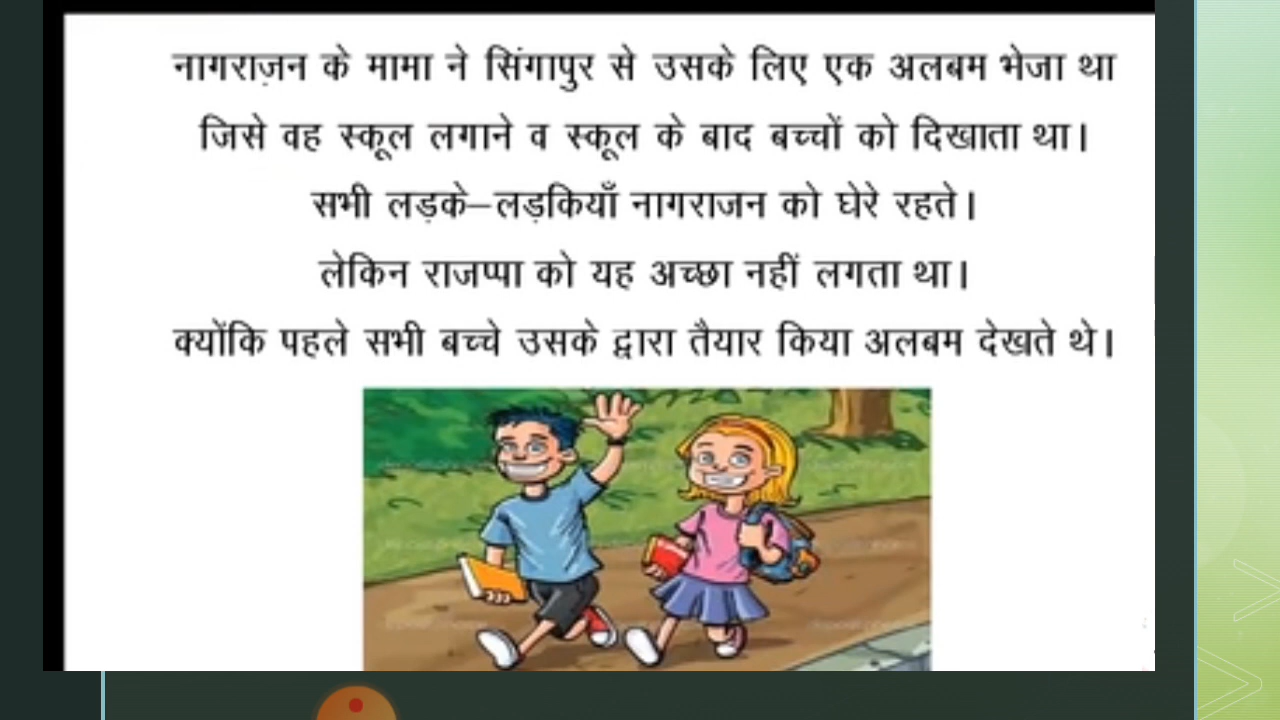 नागराज़न के मामा ने सिंगापुर से उसके लिए एक अलबम भेजा था
जिसे वह स्कूल लगाने व स्कूल के बाद बच्चों को दिखाता था।
सभी लड़के–लड़कियाँ नागराजन को घेरे रहते।
लेकिन राजप्पा को यह अच्छा नहीं लगता था।
क्योंकि पहले सभी बच्चे उसके द्वारा तैयार किया अलबम देखते थे।